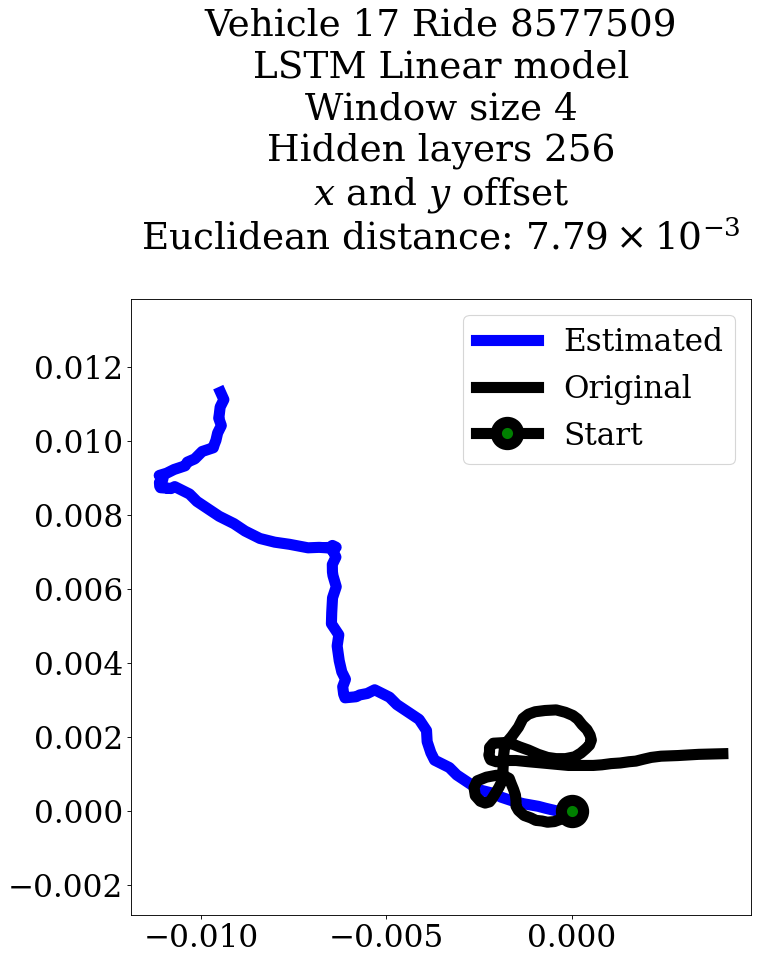 Vehicle 17 Ride 8577509
LSTM Linear model
Window size 4
Hidden layers 256
x and y offset
Euclidean distance: 7.79 × 10⁻³
Estimated
Original
Start
0.012
0.010
0.008
0.006
0.004
0.002
0.000
−0.002
−0.010
−0.005
0.000